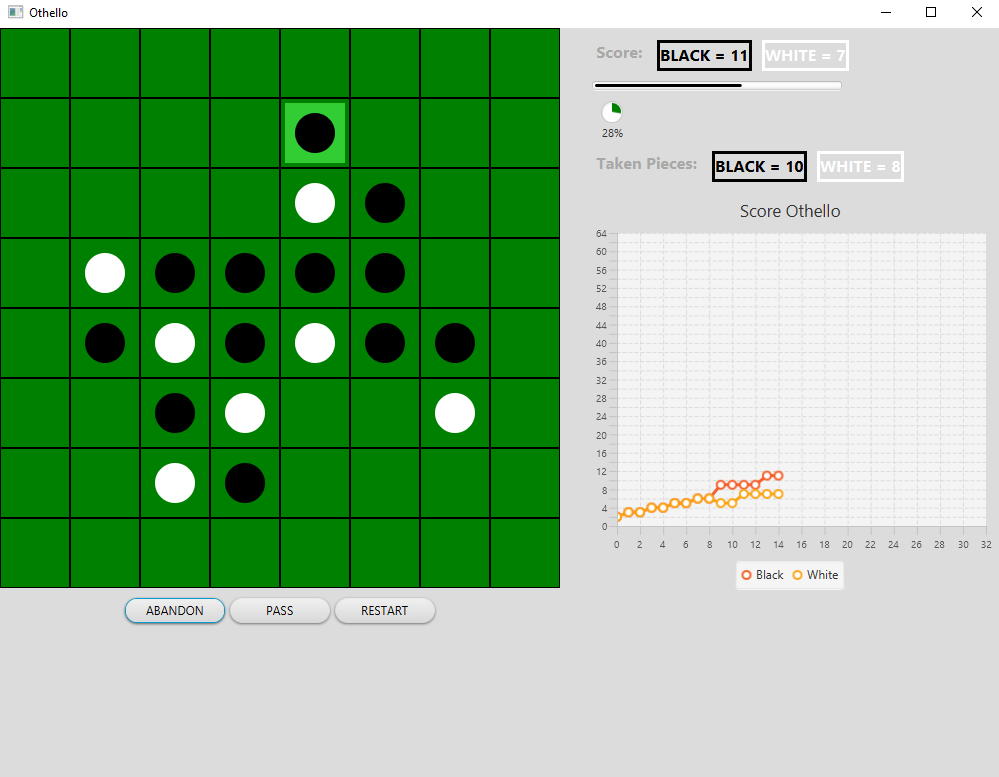 Othello
Score: BLACK = 11 WHITE = 7
28%
Taken Pieces: BLACK = 10 WHITE = 8
Score Othello
64
60
56
52
48
44
40
36
32
28
24
20
16
12
8
4
0
0 2 4 6 8 10 12 14 16 18 20 22 24 26 28 30 32
Black White
ABANDON PASS RESTART